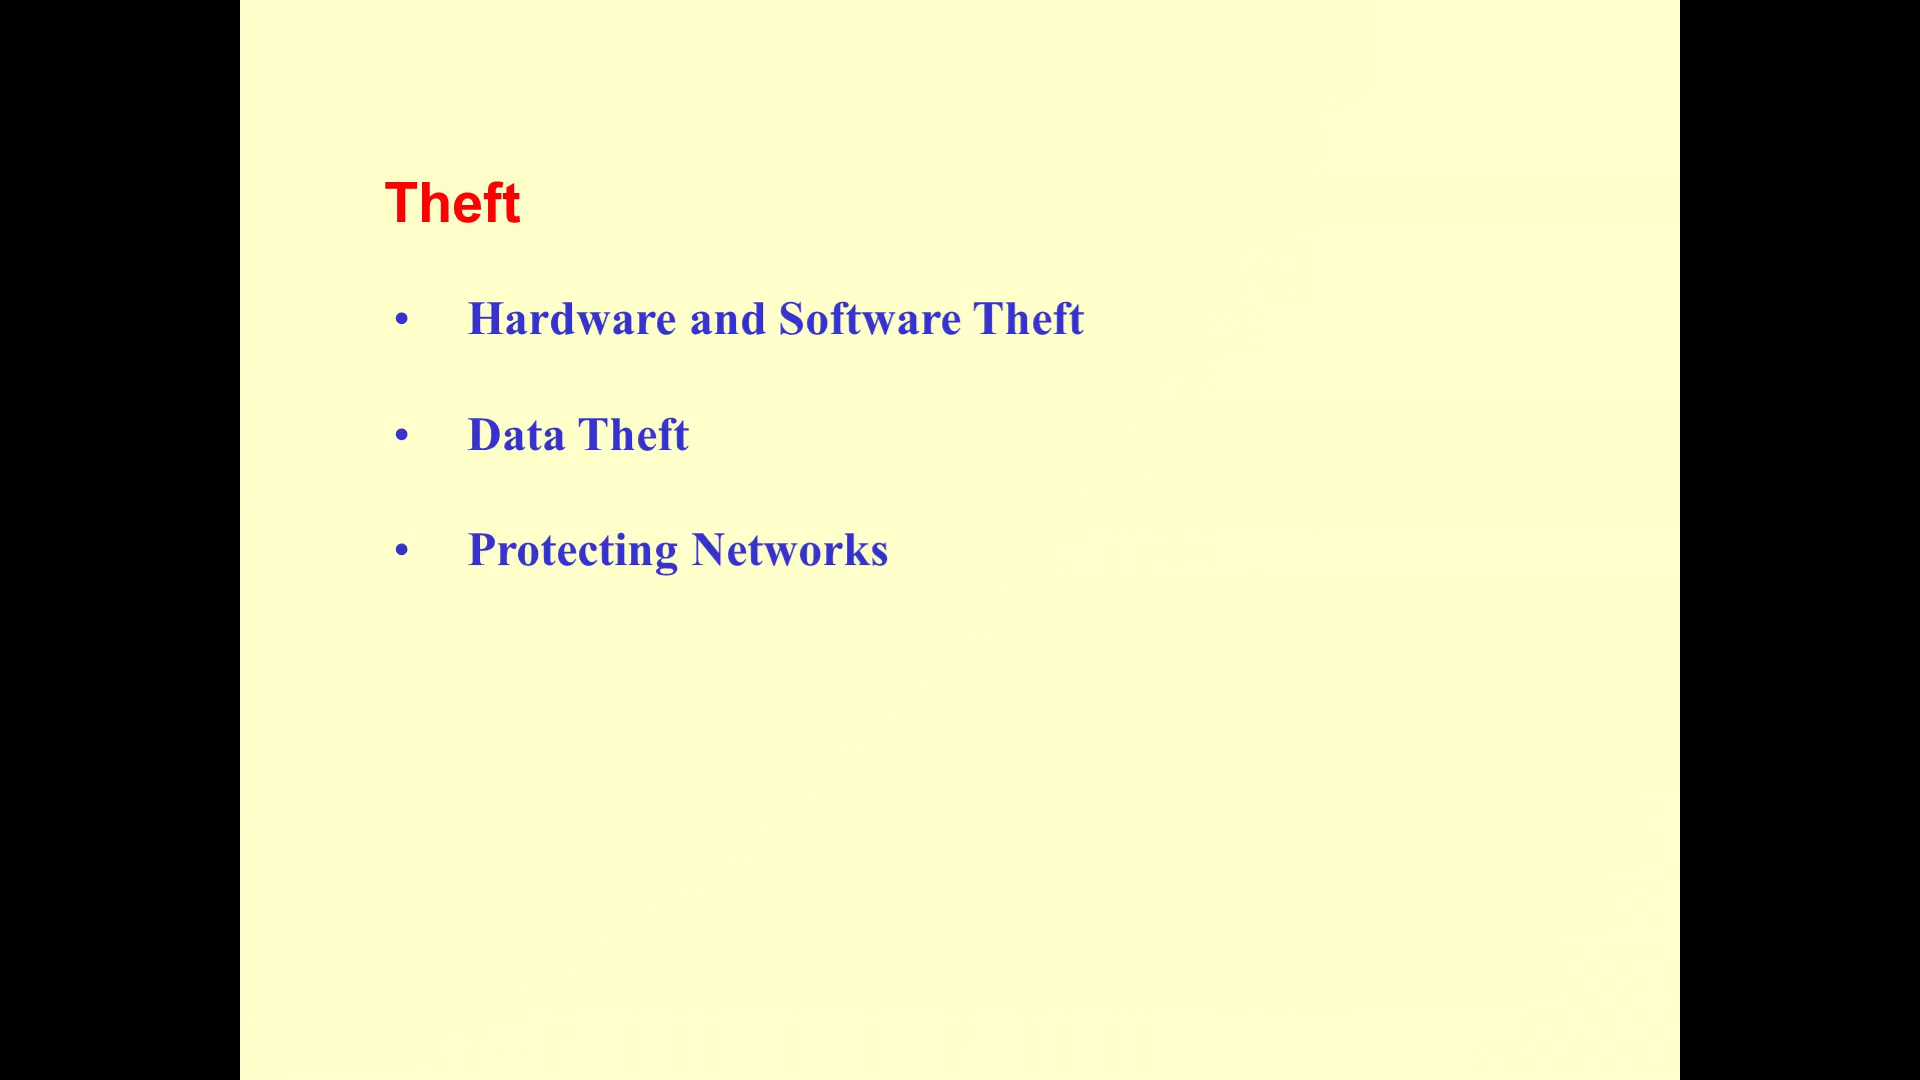 Theft
• Hardware and Software Theft
• Data Theft
• Protecting Networks